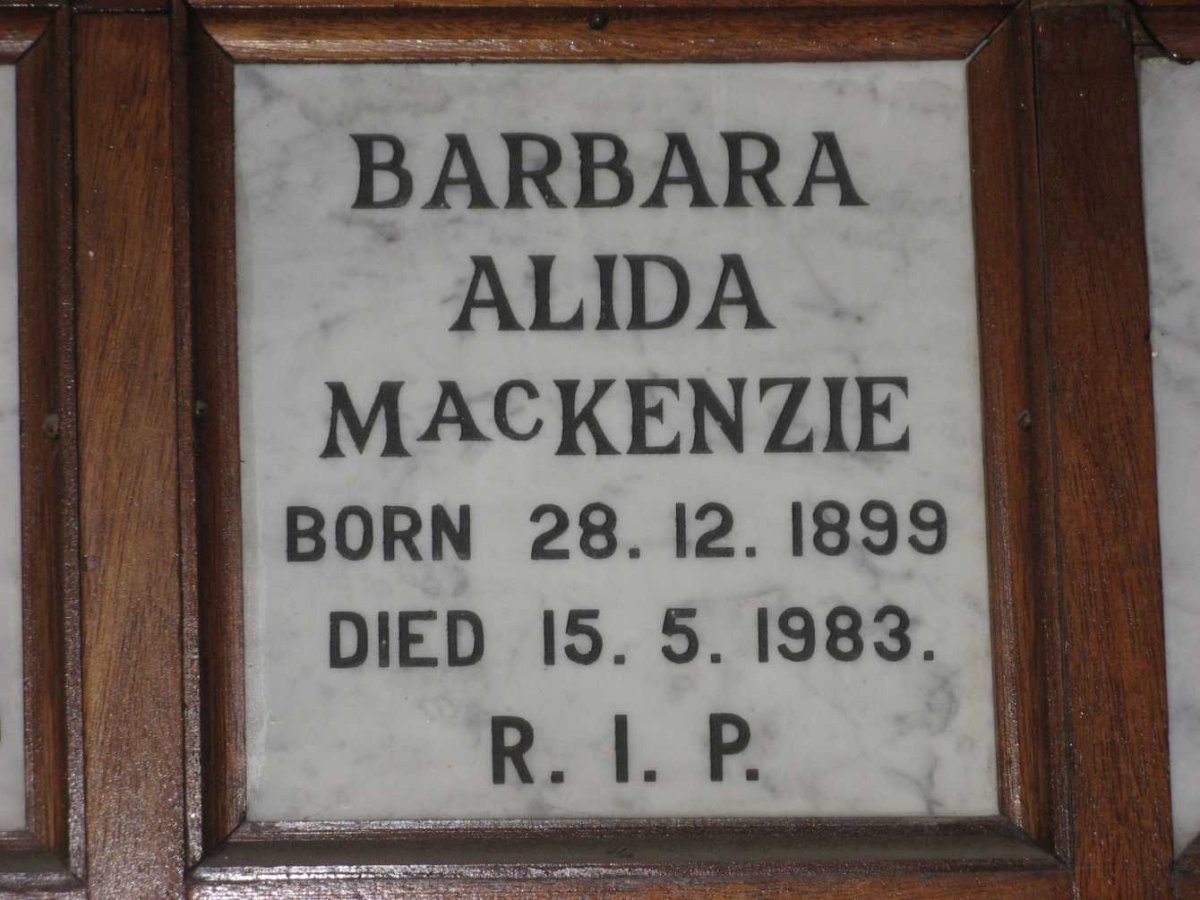 BARBARA
ALIDA
MACKENZIE
BORN 28. 12. 1899
DIED 15. 5. 1983.
R. I. P.